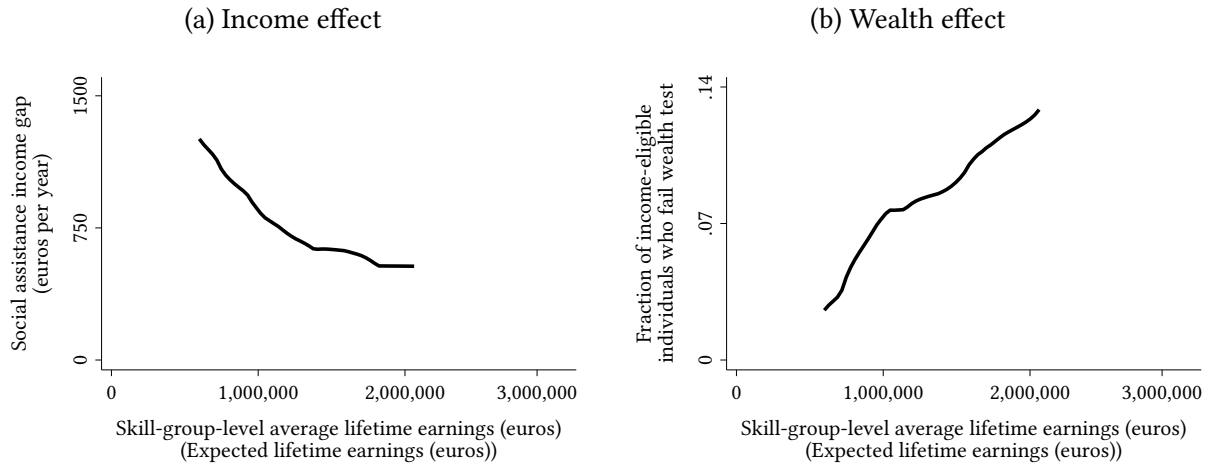 (a) Income effect
Social assistance income gap
(euros per year)
1500
750
0
0
1,000,000
2,000,000
3,000,000
Skill-group-level average lifetime earnings (euros)
(Expected lifetime earnings (euros))
(b) Wealth effect
Fraction of income-eligible
individuals who fail wealth test
.14
.07
0
0
1,000,000
2,000,000
3,000,000
Skill-group-level average lifetime earnings (euros)
(Expected lifetime earnings (euros))